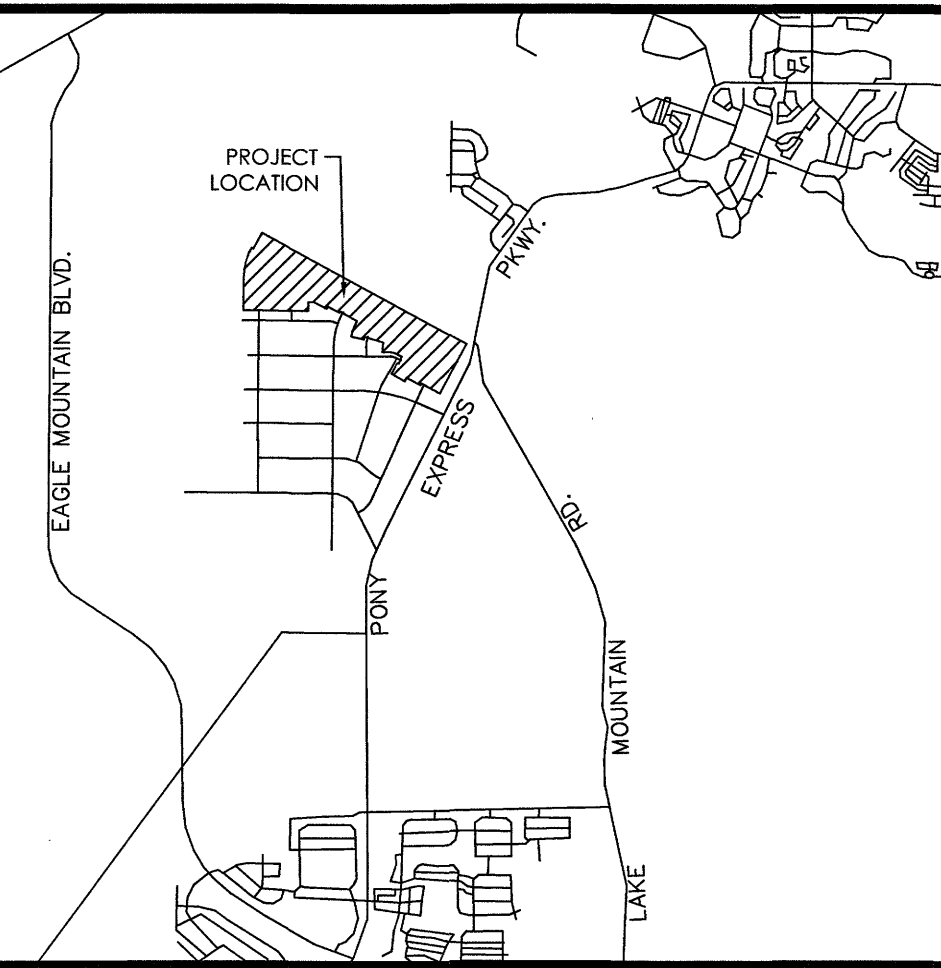 PROJECT
LOCATION
EAGLE MOUNTAIN BLVD.
PONY
EXPRESS
PKWY.
LAKE
MOUNTAIN
RD.